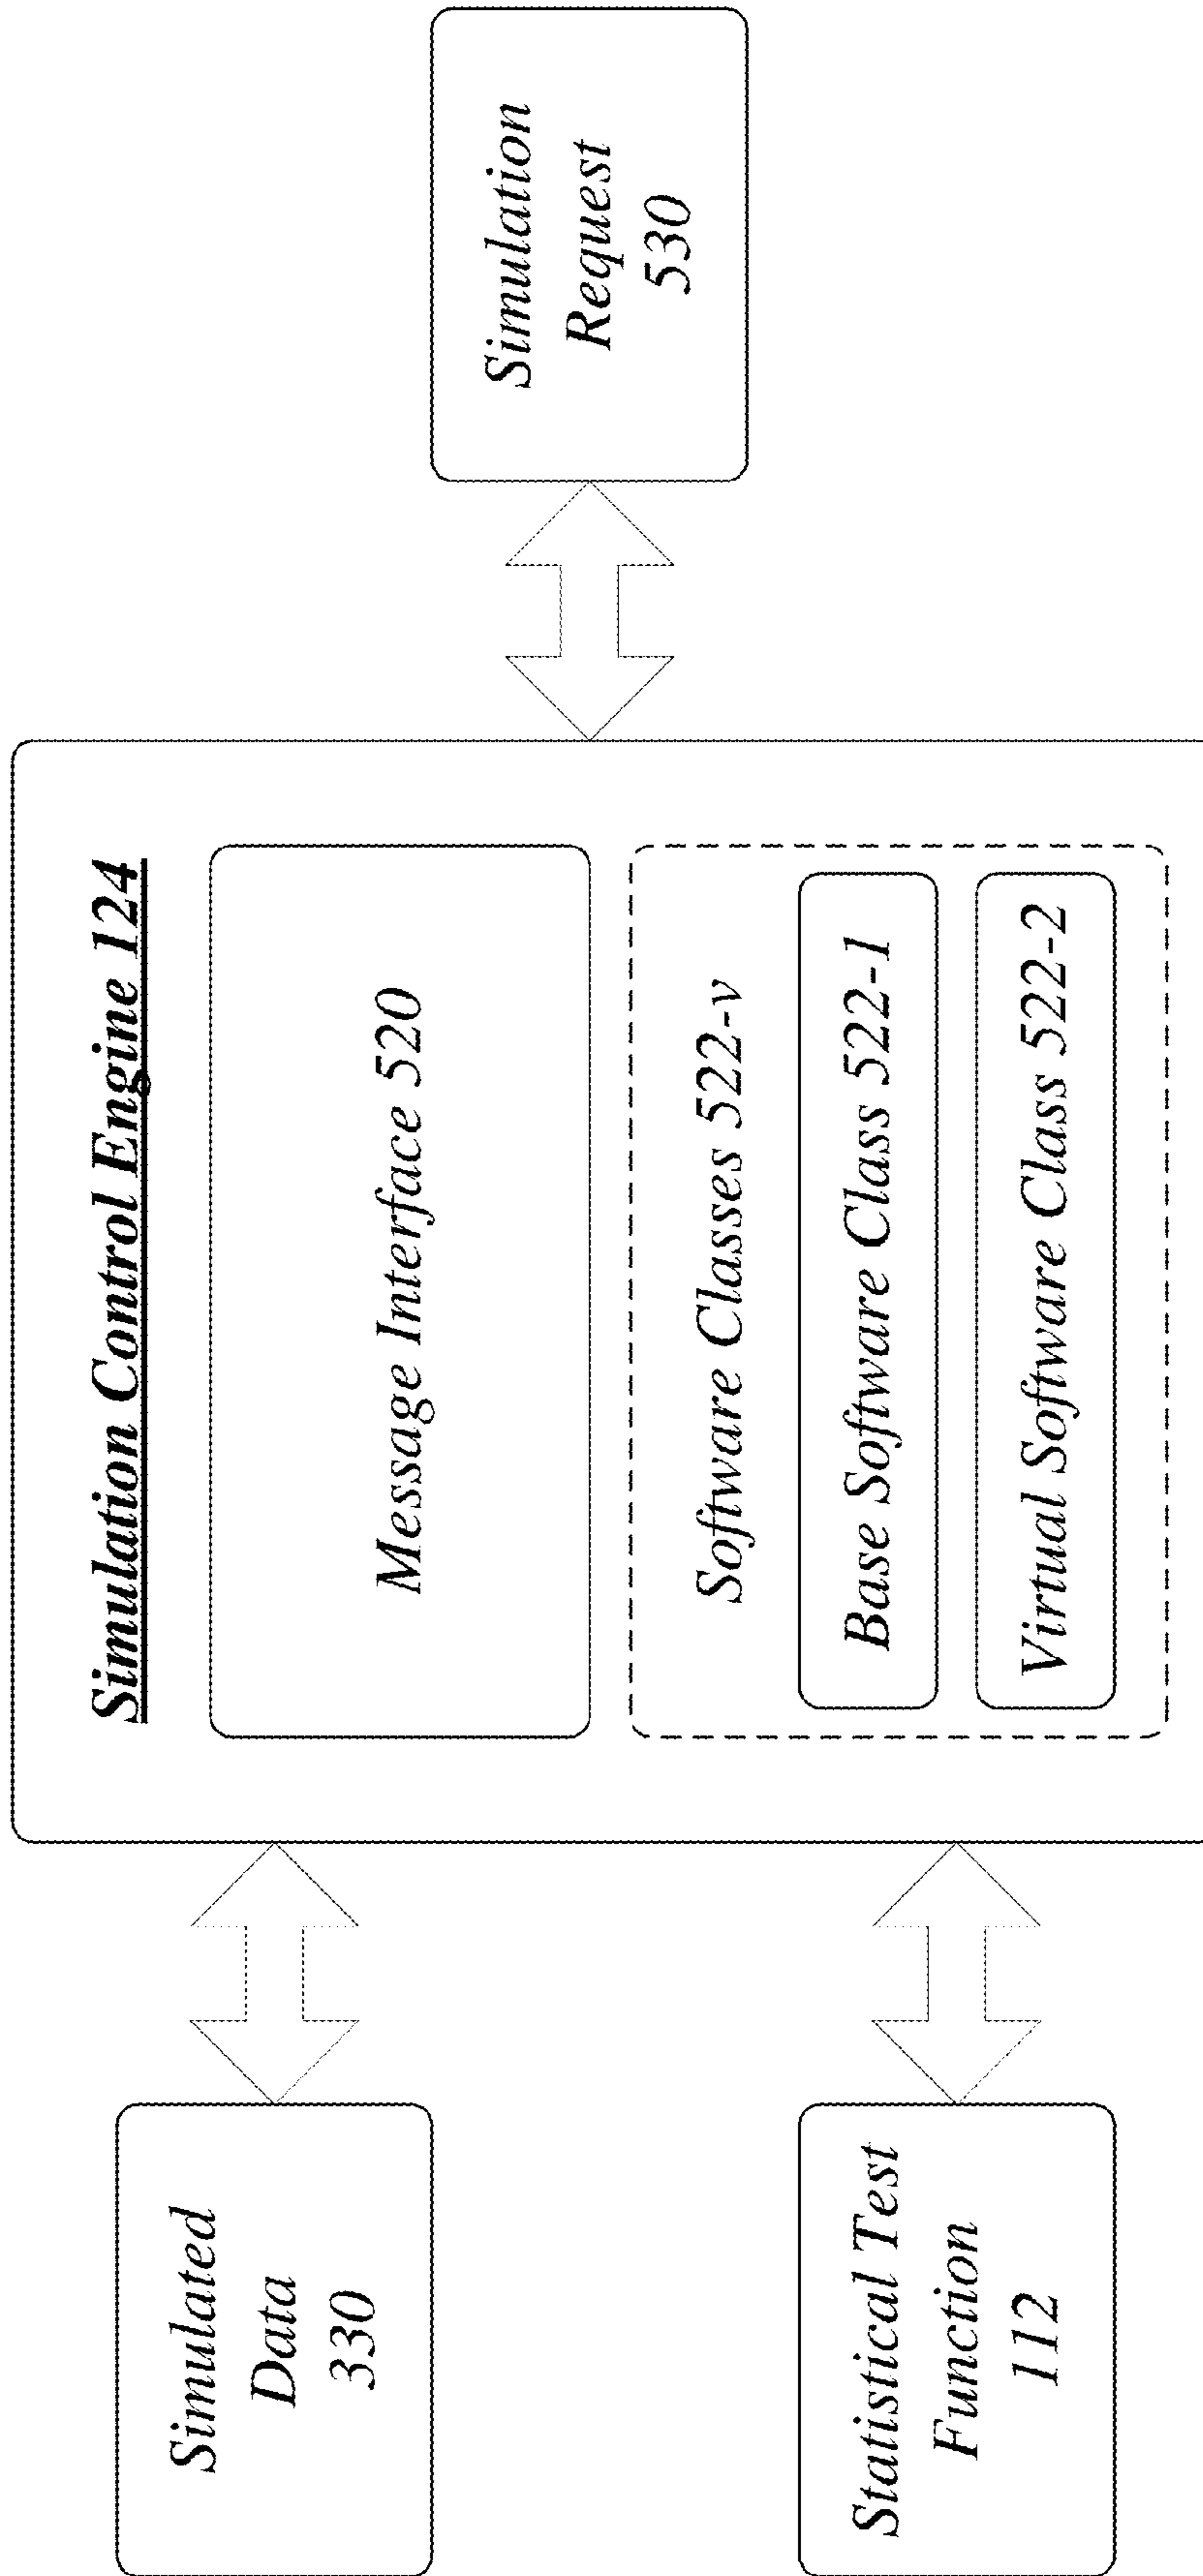 Simulated
Data
330
Statistical Test
Function
112
Simulation Control Engine 124
Message Interface 520
Software Classes 522-v
Base Software Class 522-1
Virtual Software Class 522-2
Simulation
Request
530